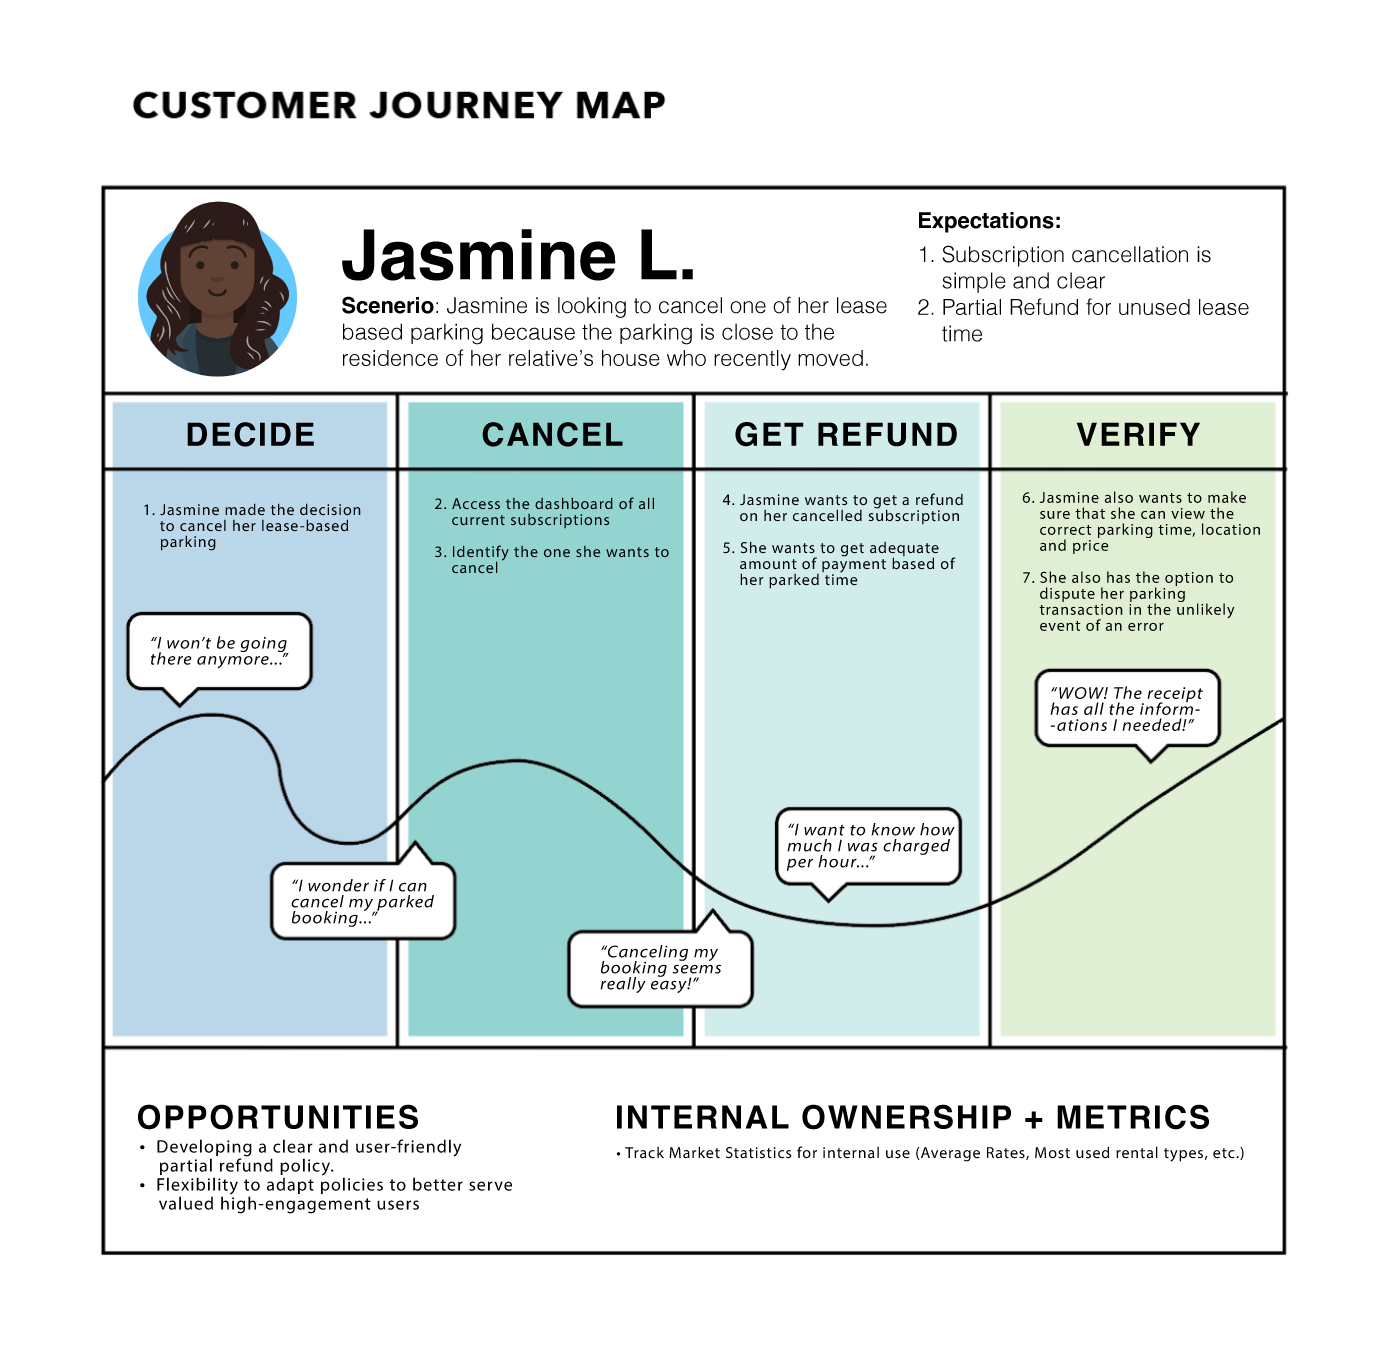 CUSTOMER JOURNEY MAP
Jasmine L.
Scenerio: Jasmine is looking to cancel one of her lease
based parking because the parking is close to the
residence of her relative's house who recently moved.
Expectations:
1. Subscription cancellation is
simple and clear
2. Partial Refund for unused lease
time
DECIDE
1. Jasmine made the decision
to cancel her lease-based
parking
“I won't be going
there anymore...”
“I wonder if I can
cancel my parked
booking...”
CANCEL
2. Access the dashboard of all
current subscriptions
3. Identify the one she wants to
cancel
“Canceling my
booking seems
really easy!”
GET REFUND
4. Jasmine wants to get a refund
on her cancelled subscription
5. She wants to get adequate
amount of payment based of
her parked time
“I want to know how
much I was charged
per hour...”
VERIFY
6. Jasmine also wants to make
sure that she can view the
correct parking time, location
and price
7. She also has the option to
dispute her parking
transaction in the unlikely
event of an error
“WOW! The receipt
has all the inform-
-ations I needed!”
OPPORTUNITIES
• Developing a clear and user-friendly
partial refund policy.
• Flexibility to adapt policies to better serve
valued high-engagement users
INTERNAL OWNERSHIP + METRICS
• Track Market Statistics for internal use (Average Rates, Most used rental types, etc.)